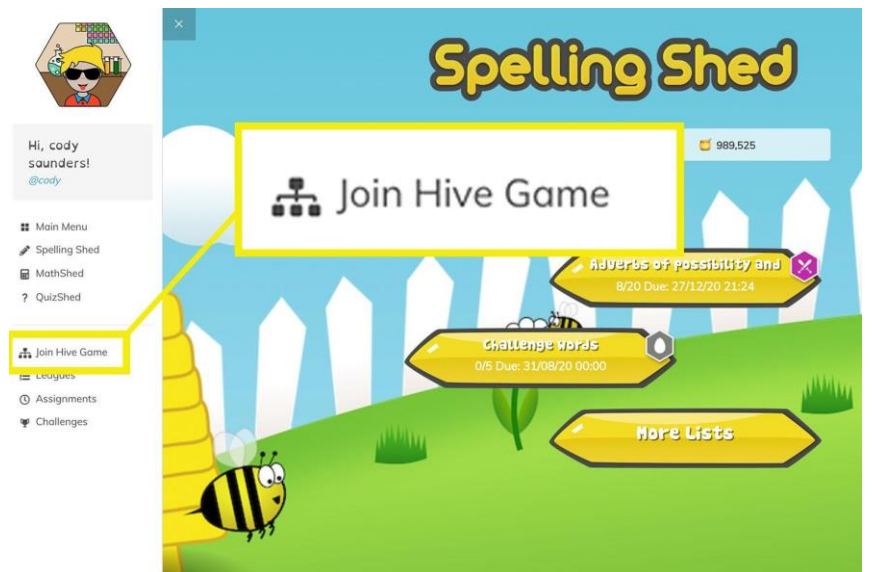 ×
Spelling Shed
Hi, cody
saunders!
@cody
989,525
Join Hive Game
Main Menu
Spelling Shed
MathShed
? QuizShed
Join Hive Game
Leagues
Assignments
Challenges
Adverbs of possibility and
8/20 Due: 27/12/20 21:24
Challenge words
0/5 Due: 31/08/20 00:00
More Lists